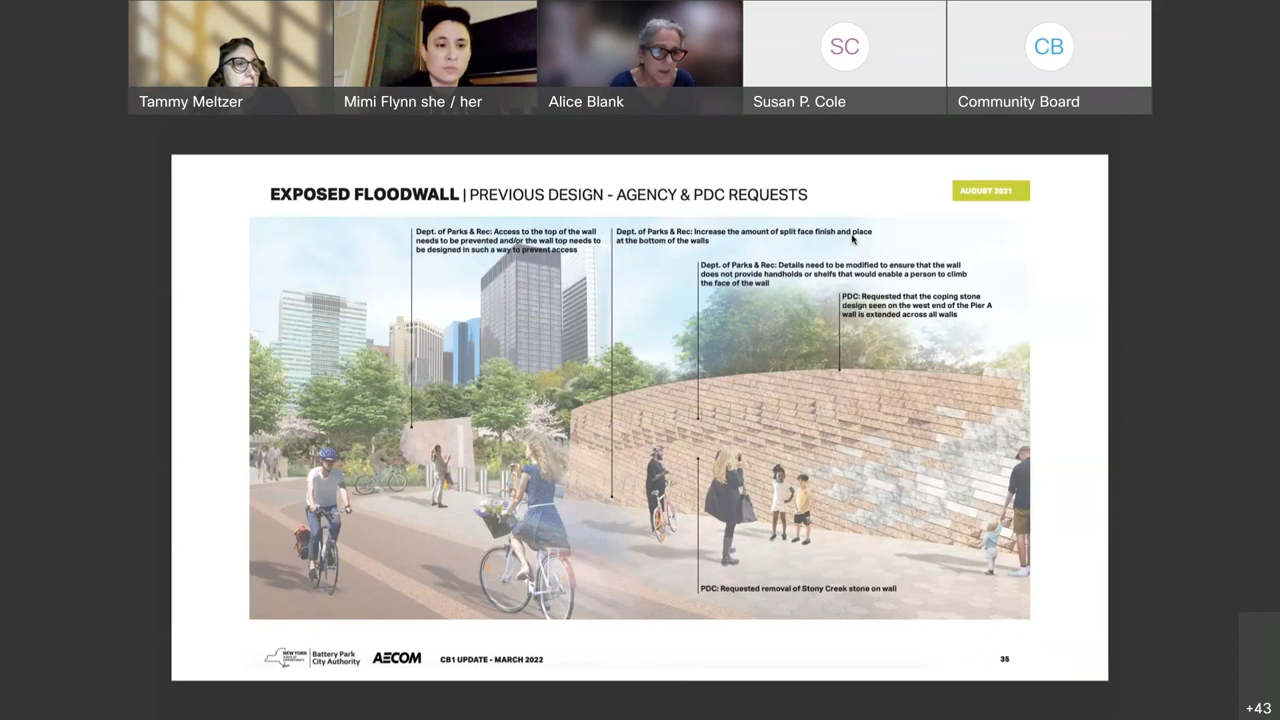 Tammy Meltzer
Mimi Flynn she / her
Alice Blank
SC
Susan P. Cole
CB
Community Board
EXPOSED FLOODWALL | PREVIOUS DESIGN - AGENCY & PDC REQUESTS
AUGUST 2021
Dept. of Parks & Rec: Access to the top of the wall
needs to be prevented and/or the wall top needs to
be designed in such a way to prevent access
Dept. of Parks & Rec: Increase the amount of split face finish and place
at the bottom of the walls
Dept. of Parks & Rec: Details need to be modified to ensure that the wall
does not provide handholds or shelfs that would enable a person to climb
the face of the wall
PDC: Requested that the coping stone
design seen on the west end of the Pier A
wall is extended across all walls
PDC: Requested removal of Stony Creek stone on wall
NEW YORK
STATE OF
OPPORTUNITY.
Battery Park
City Authority
AECOM
CB1 UPDATE - MARCH 2022
35
+43